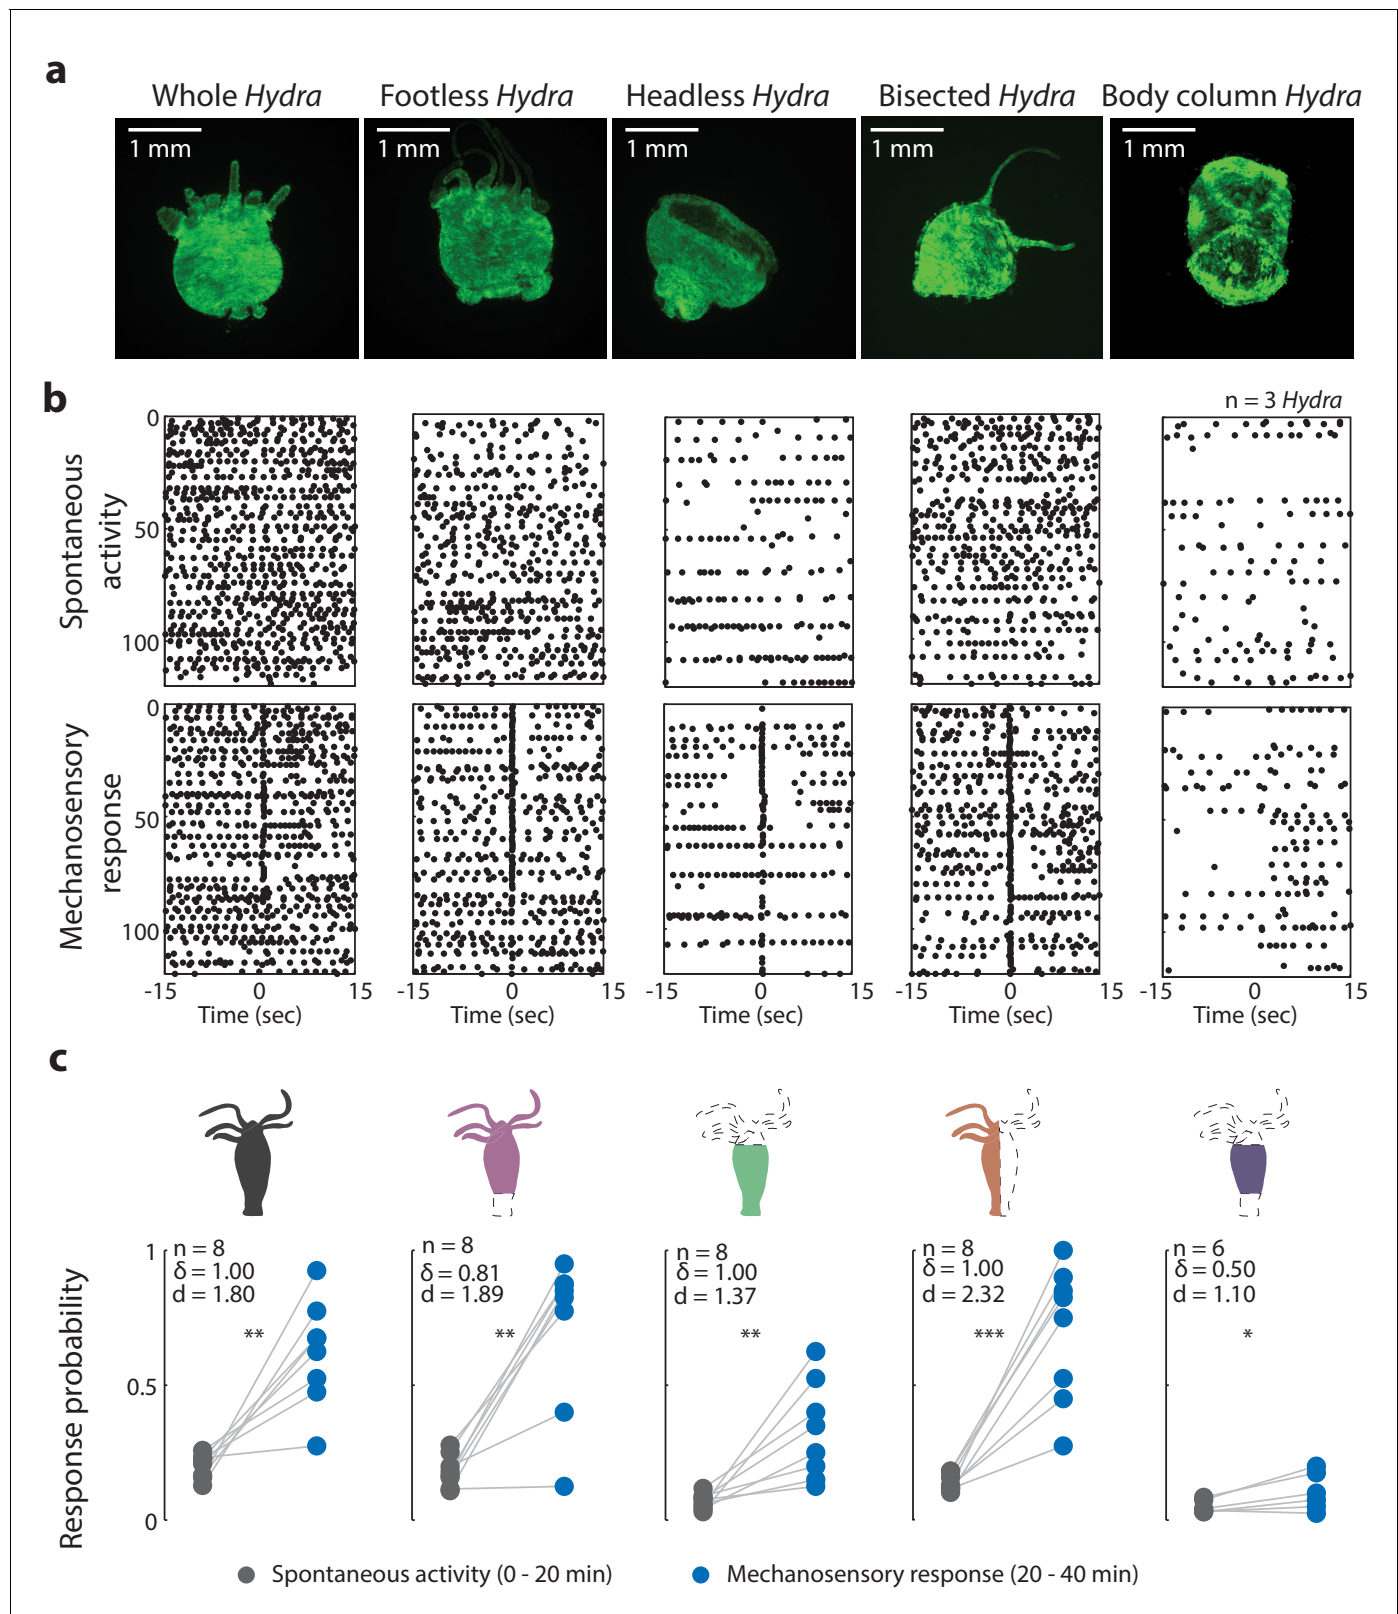 a
Whole Hydra Footless Hydra Headless Hydra Bisected Hydra Body column Hydra
1 mm 1 mm 1 mm 1 mm 1 mm
b
n = 3 Hydra
Spontaneous
activity
0
50
100
Mechanosensory
response
0
50
100
-15 0 15 -15 0 15 -15 0 15 -15 0 15 -15 0 15
Time (sec) Time (sec) Time (sec) Time (sec) Time (sec)
c
Response probability
1
0.5
0
n = 8
δ = 1.00
d = 1.80
**
n = 8
δ = 0.81
d = 1.89
**
n = 8
δ = 1.00
d = 1.37
**
n = 8
δ = 1.00
d = 2.32
***
n = 6
δ = 0.50
d = 1.10
*
Spontaneous activity (0 - 20 min) Mechanosensory response (20 - 40 min)